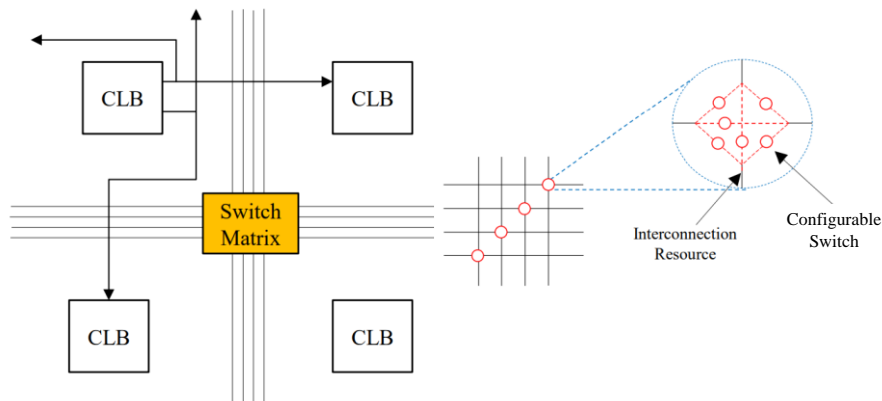 CLB
CLB
Switch
Matrix
CLB
CLB
Interconnection
Resource
Configurable
Switch